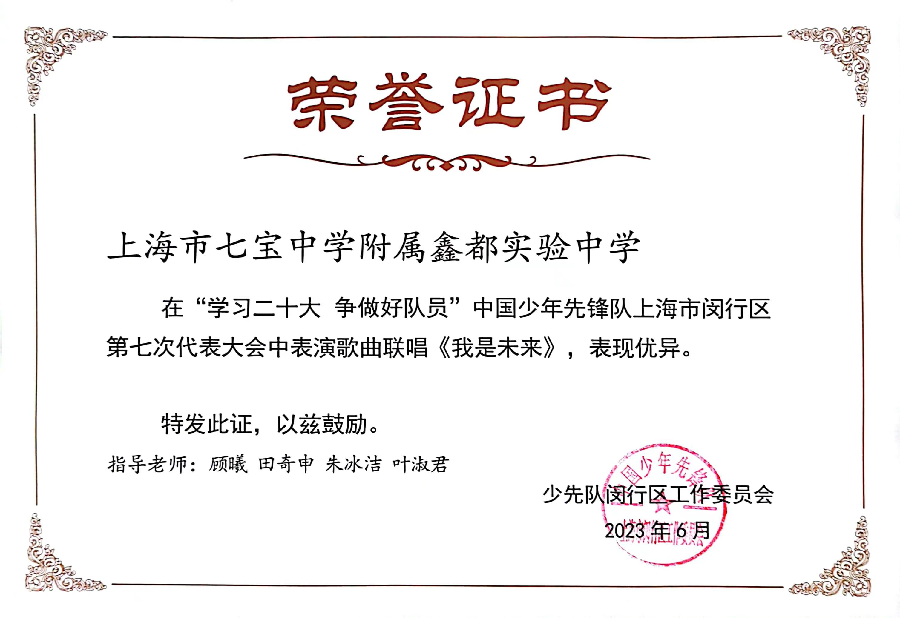 荣誉证书
上海市七宝中学附属鑫都实验中学
在“学习二十大 争做好队员”中国少年先锋队上海市闵行区
第七次代表大会中表演歌曲联唱《我是未来》，表现优异。
特发此证，以兹鼓励。
指导老师：顾曦 田奇申 朱冰洁 叶淑君
中国少年先锋队
少先队闵行区工作委员会
2023 年 6 月